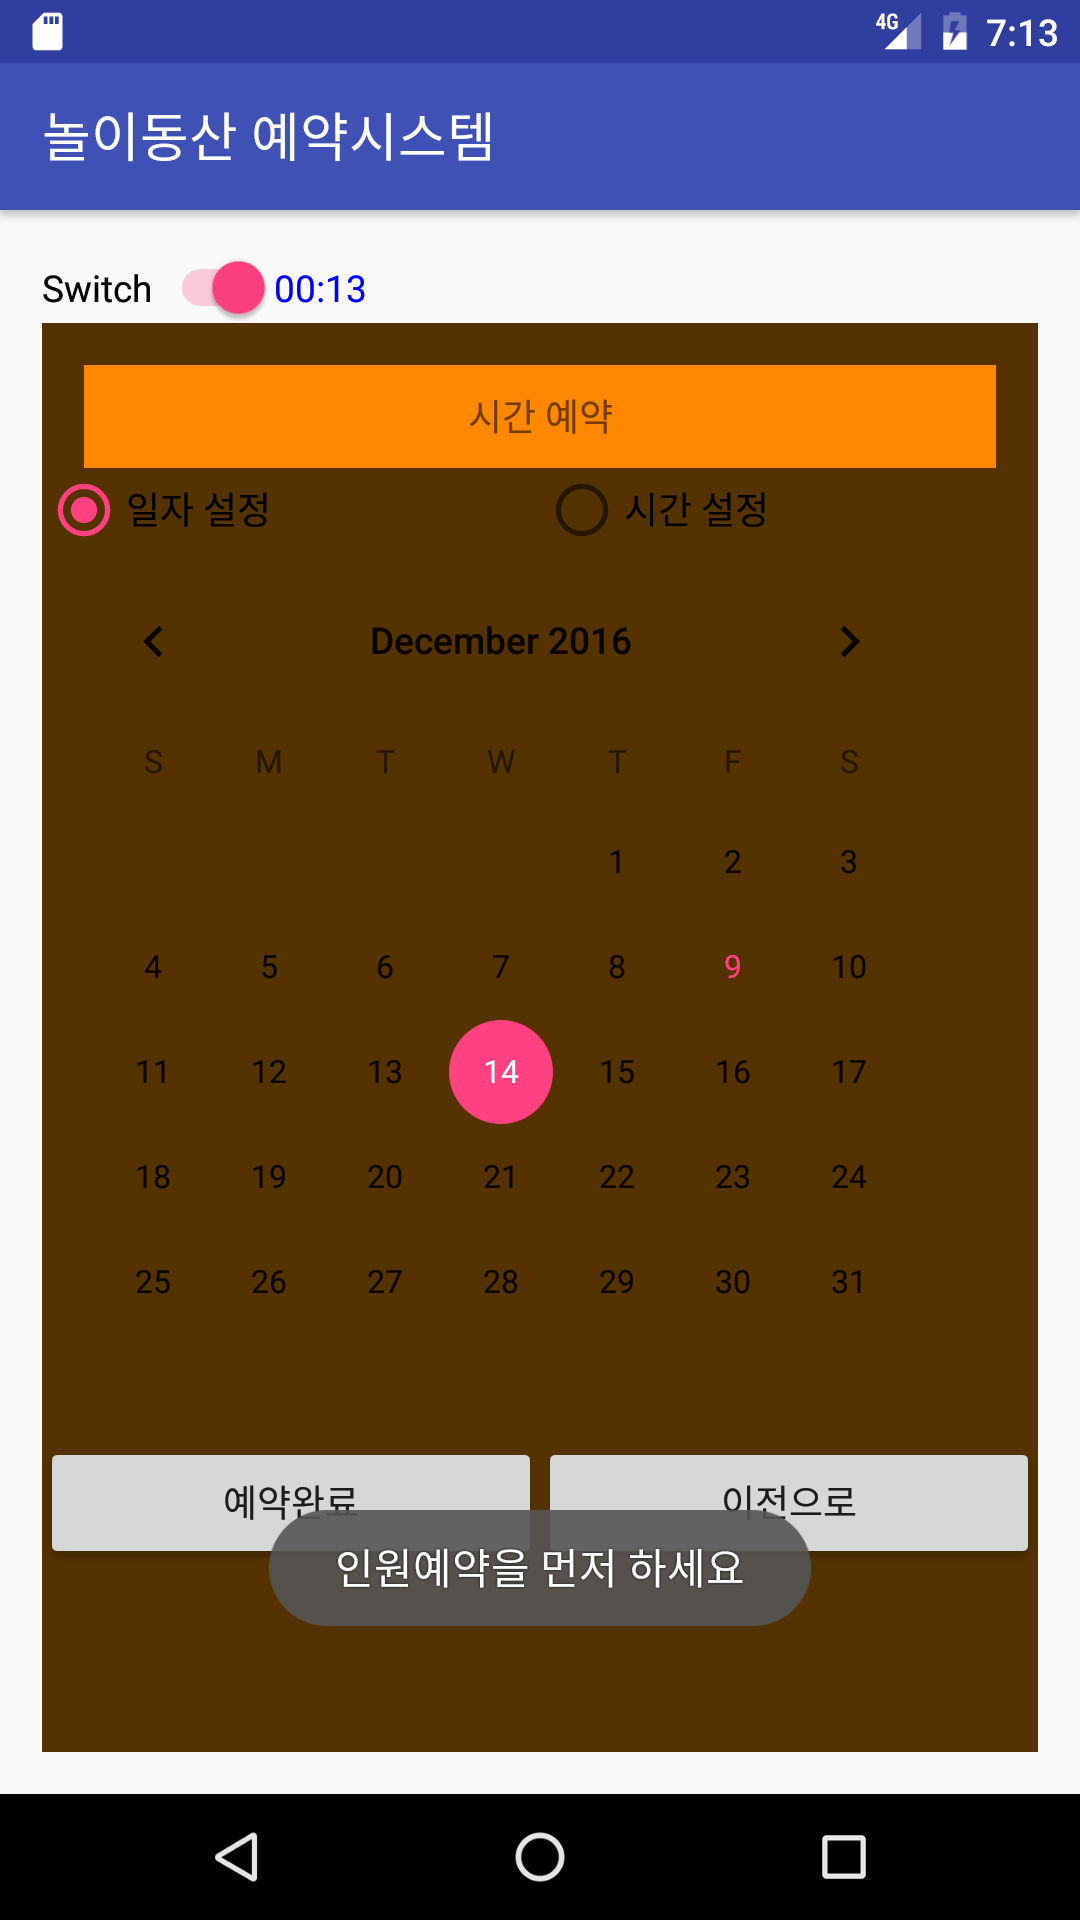 4G 7:13
놀이동산 예약시스템
Switch 00:13
시간 예약
일자 설정 시간 설정
December 2016
S M T W T F S
1 2 3
4 5 6 7 8 9 10
11 12 13 14 15 16 17
18 19 20 21 22 23 24
25 26 27 28 29 30 31
예약완료 이전으로
인원예약을 먼저 하세요